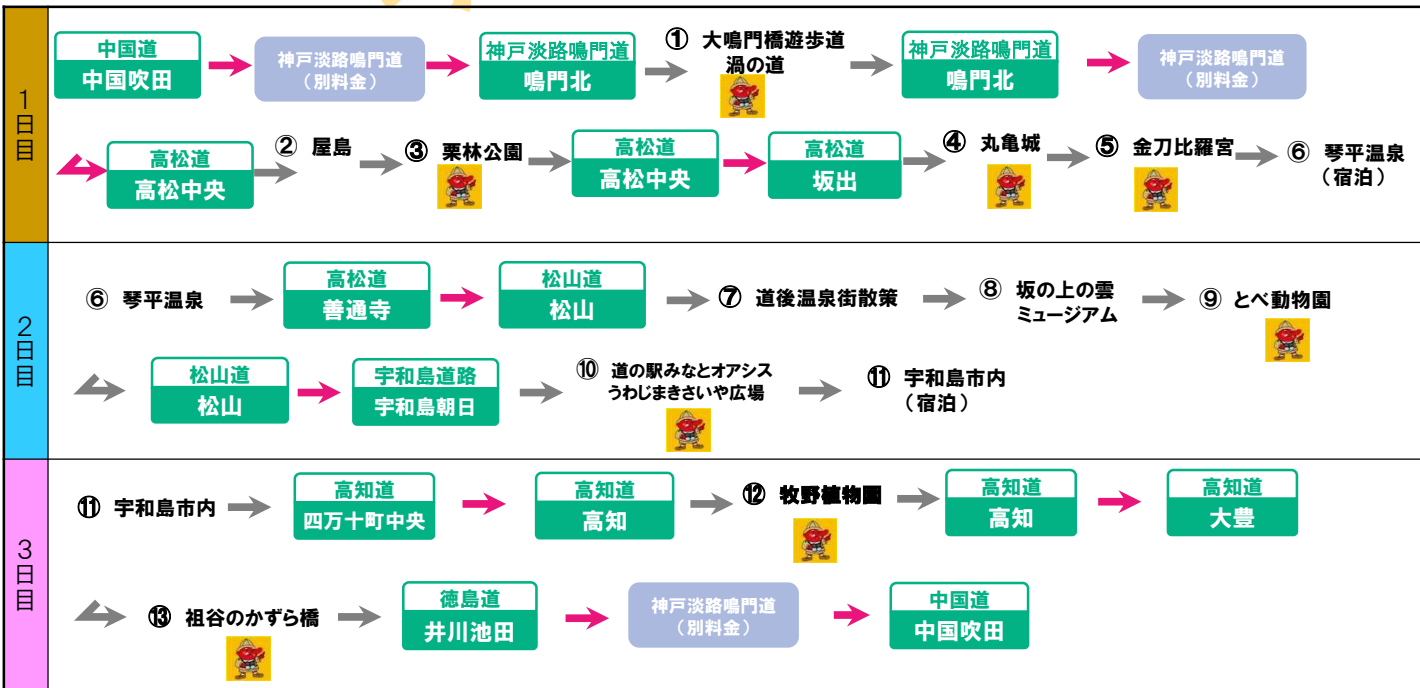 1日目
中国道
中国吹田
神戸淡路鳴門道
（別料金）
神戸淡路鳴門道
鳴門北
① 大鳴門橋遊歩道
渦の道
神戸淡路鳴門道
鳴門北
神戸淡路鳴門道
（別料金）
高松道
高松中央
② 屋島
③ 栗林公園
高松道
高松中央
高松道
坂出
④ 丸亀城
⑤ 金刀比羅宮
⑥ 琴平温泉
（宿泊）
2日目
⑥ 琴平温泉
高松道
善通寺
松山道
松山
⑦ 道後温泉街散策
⑧ 坂の上の雲
ミュージアム
⑨ とべ動物園
松山道
松山
宇和島道路
宇和島朝日
⑩ 道の駅みなとオアシス
うわじまきさいや広場
⑪ 宇和島市内
（宿泊）
3日目
⑪ 宇和島市内
高知道
四万十町中央
高知道
高知
⑫ 牧野植物園
高知道
高知
高知道
大豊
⑬ 祖谷のかずら橋
徳島道
井川池田
神戸淡路鳴門道
（別料金）
中国道
中国吹田